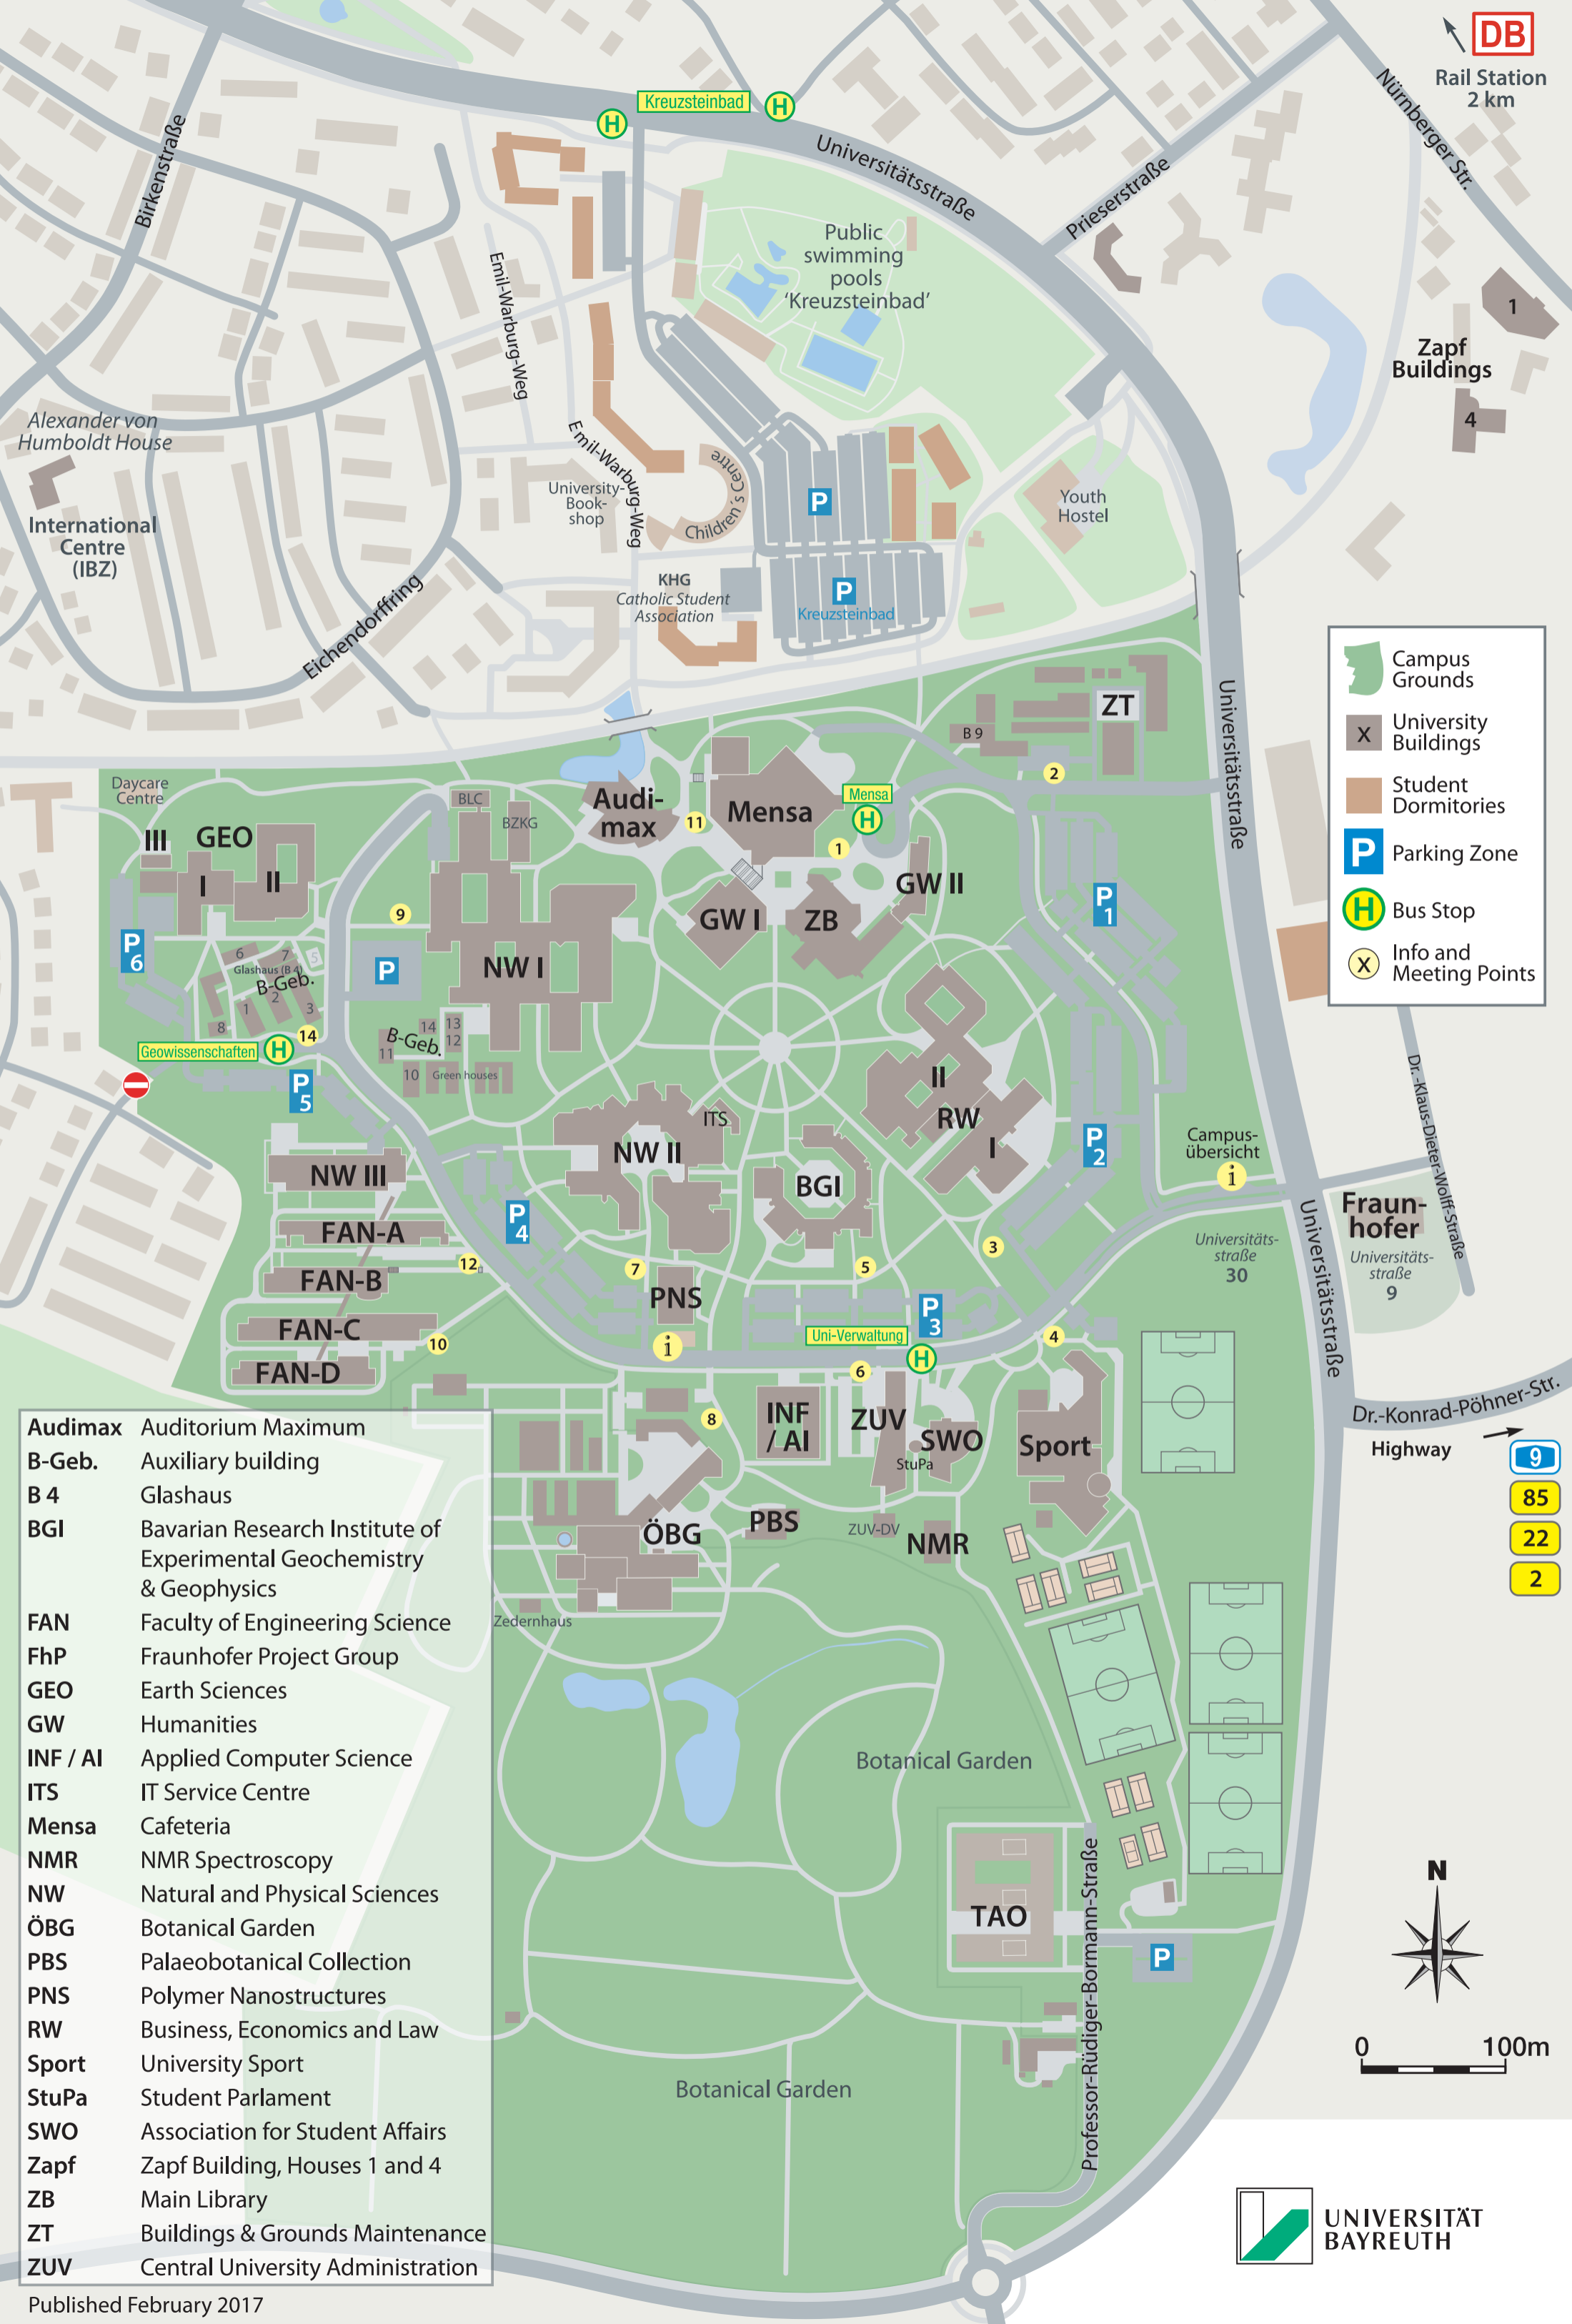 DB
Rail Station
2 km
Nürnberger Str.
Kreuzsteinbad
H
H
Universitätsstraße
Birkenstraße
Prieserstraße
Public
swimming
pools
‘Kreuzsteinbad’
Emil-Warburg-Weg
1
Zapf
Buildings
4
Alexander von
Humboldt House
International
Centre
(IBZ)
Emil-Warburg-Weg
University-
Book-
shop
Children’s Centre
P
Youth
Hostel
KHG
Catholic Student
Association
P
Kreuzsteinbad
Eichendorffring
Campus
Grounds
X
University
Buildings
Student
Dormitories
P
Parking Zone
H
Bus Stop
X
Info and
Meeting Points
ZT
B 9
2
Universitätsstraße
Daycare
Centre
BLC
BZKG
Audi-
max
11
Mensa
Mensa
H
1
III
GEO
I
II
GW I
ZB
GW II
P
1
9
P
6
P
NW I
6
7
5
Glashaus (B 4)
B-Geb.
1
2
3
8
14
Geowissenschaften
H
14
13
12
B-Geb.
11
10
Green houses
P
5
II
RW
I
ITS
NW II
BGI
P
2
Campus-
übersicht
i
Dr.-Klaus-Dieter-Wolff-Straße
NW III
P
4
FAN-A
12
FAN-B
FAN-C
10
FAN-D
7
PNS
i
5
3
Universitäts-
straße
30
Fraun-
hofer
Universitäts-
straße
9
Universitätsstraße
P
3
Uni-Verwaltung
H
4
6
8
INF
/ AI
ZUV
SWO
StuPa
Sport
Dr.-Konrad-Pöhner-Str.
Highway
9
85
22
2
ÖBG
PBS
ZUV-DV
NMR
Zedernhaus
Botanical Garden
TAO
P
Professor-Rüdiger-Bormann-Straße
Botanical Garden
Audimax Auditorium Maximum
B-Geb. Auxiliary building
B 4 Glashaus
BGI Bavarian Research Institute of
Experimental Geochemistry
& Geophysics
FAN Faculty of Engineering Science
FhP Fraunhofer Project Group
GEO Earth Sciences
GW Humanities
INF / AI Applied Computer Science
ITS IT Service Centre
Mensa Cafeteria
NMR NMR Spectroscopy
NW Natural and Physical Sciences
ÖBG Botanical Garden
PBS Palaeobotanical Collection
PNS Polymer Nanostructures
RW Business, Economics and Law
Sport University Sport
StuPa Student Parlament
SWO Association for Student Affairs
Zapf Zapf Building, Houses 1 and 4
ZB Main Library
ZT Buildings & Grounds Maintenance
ZUV Central University Administration
Published February 2017
N
0 100m
UNIVERSITÄT
BAYREUTH